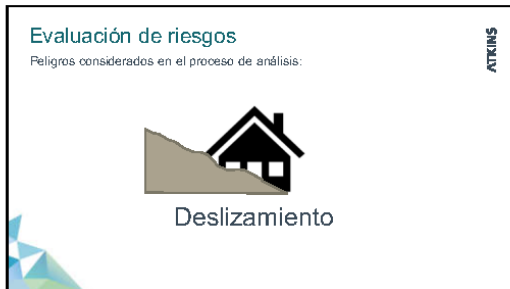 Evaluación de riesgos
Peligros considerados en el proceso de análisis:
ATKINS
Deslizamiento